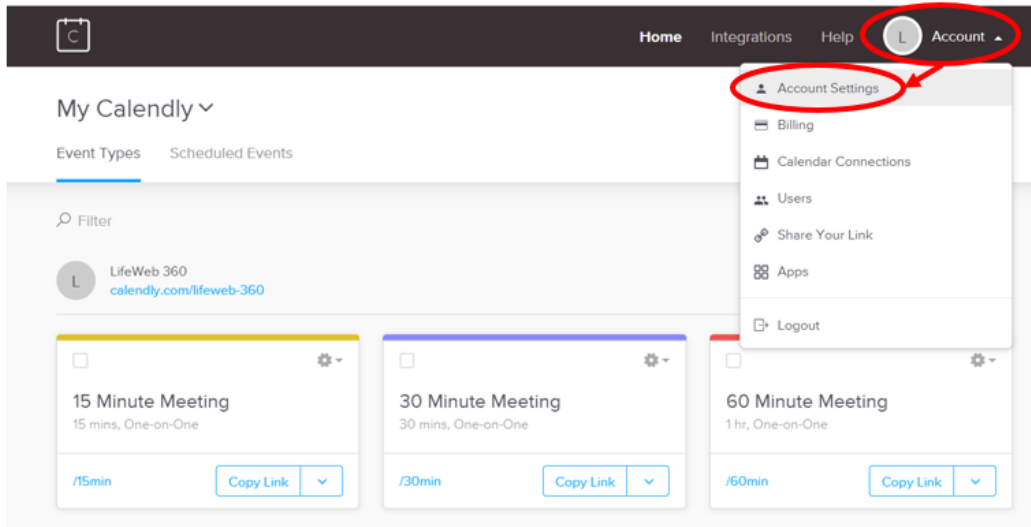 C
Home Integrations Help L Account
My Calendly
Account Settings
Event Types Scheduled Events
Billing
Calendar Connections
Users
Filter
Share Your Link
LifeWeb 360
L
calendly.com/lifeweb-360
Apps
Logout
15 Minute Meeting
15 mins, One-on-One
/15min Copy Link
30 Minute Meeting
30 mins, One-on-One
/30min Copy Link
60 Minute Meeting
1 hr, One-on-One
/60min Copy Link